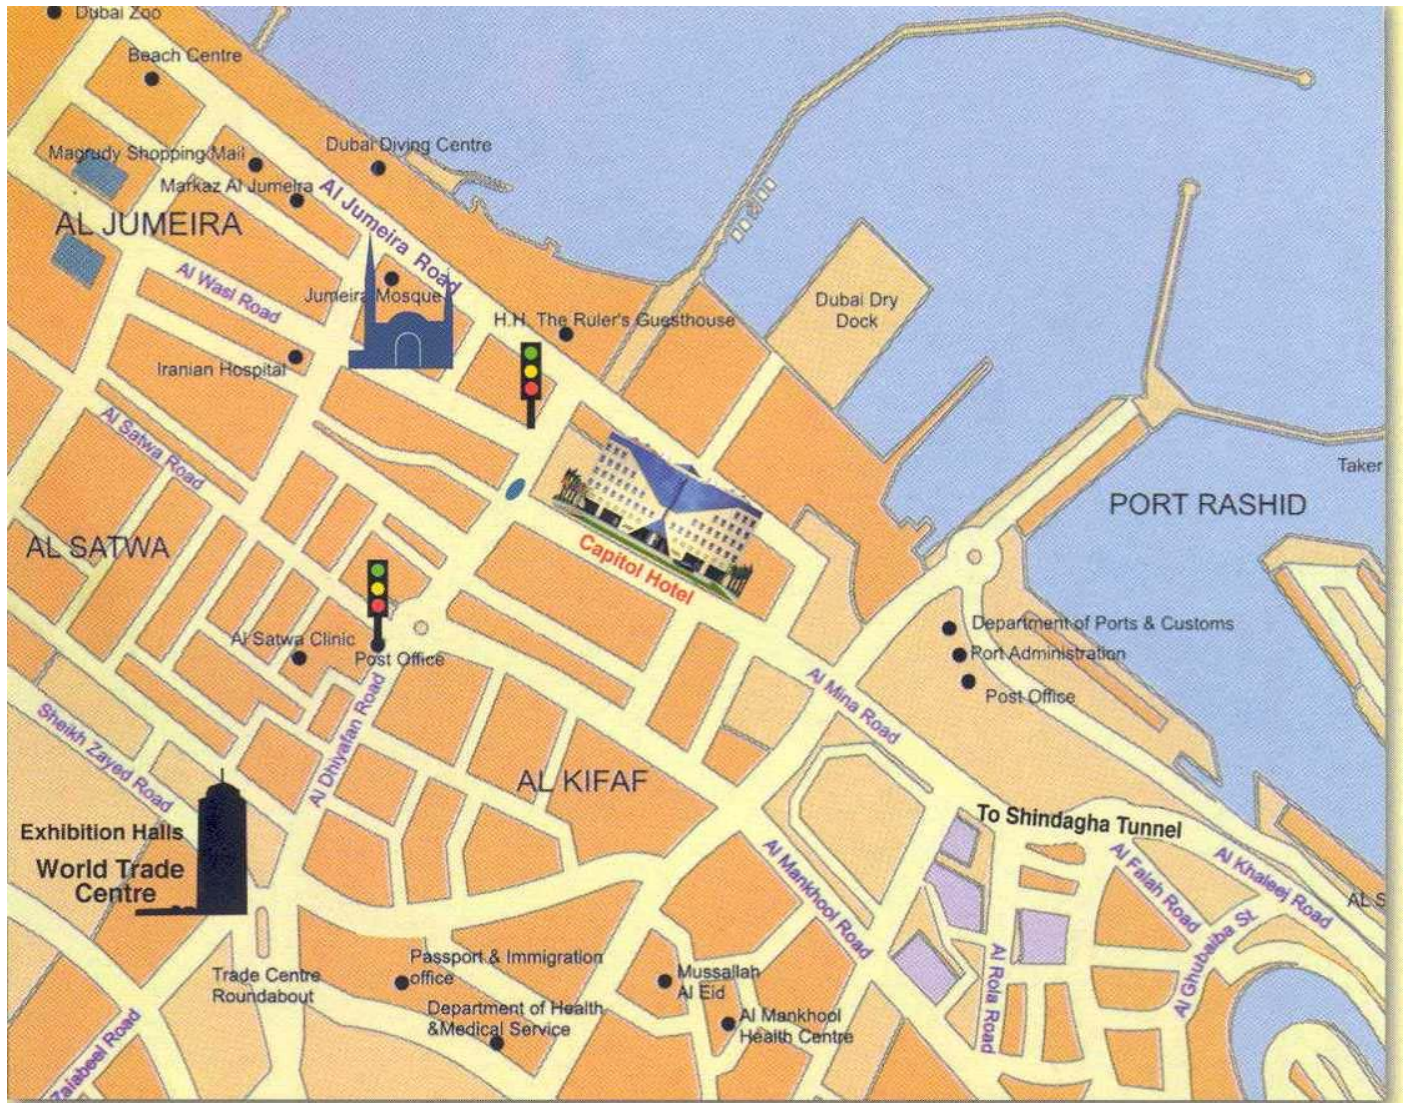 Dubai Zoo
Beach Centre
Dubai Diving Centre
Magrudy Shopping Mall
Markaz Al Jumeira
Al Jumeira Road
AL JUMEIRA
Al Wasl Road
Jumeira Mosque
H.H. The Ruler's Guesthouse
Dubai Dry
Dock
Iranian Hospital
Al Satwa Road
Taker
PORT RASHID
AL SATWA
Capitol Hotel
Department of Ports & Customs
Al Satwa Clinic
Post Office
Port Administration
Post Office
Al Mina Road
Al Dhiyafan Road
Sheikh Zayed Road
AL KIFAF
Exhibition Halls
World Trade
Centre
To Shindagha Tunnel
Al Mankhool Road
Al Falah Road
Al Khaleej Road
AL S
Al Ghubaiba St.
Al Rola Road
Trade Centre
Roundabout
Passport & Immigration
office
Department of Health
&Medical Service
Mussallah
Al Eid
Al Mankhool
Health Centre
Zaiabeel Road